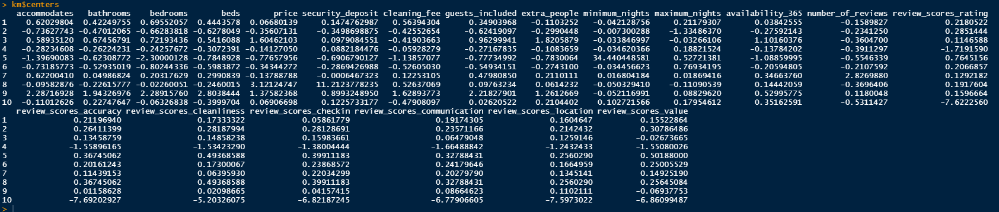 > km$centers
accommodates bathrooms bedrooms beds price security_deposit cleaning_fee guests_included extra_people minimum_nights maximum_nights availability_365 number_of_reviews review_scores_rating
1 0.62029804 0.42249755 0.69552057 0.4443578 0.06680139 0.1474762987 0.56394304 0.34903968 -0.1103252 -0.042128756 0.21179307 0.03842555 -0.1589827 0.2180522
2 -0.73627743 -0.47012065 -0.66283818 -0.6278049 -0.35607131 -0.3498698875 -0.42552654 -0.62419097 -0.2990448 -0.007300288 -1.33486370 -0.27592143 -0.2341250 0.2851444
3 0.58935120 0.67456791 0.72193436 0.5416088 1.60462103 0.0979084551 -0.41903663 0.96299941 1.8205879 -0.033846997 -0.03266106 1.10160376 -0.3604700 0.1146588
4 -0.28234608 -0.26224231 -0.24257672 -0.3072391 -0.14127050 0.0882184476 -0.05928279 -0.27167835 -0.1083659 -0.034620366 0.18821524 -0.13784202 -0.3911297 -1.7191590
5 -1.39690083 -0.62308772 -2.30000128 -0.7848928 -0.77657956 -0.6906790127 -1.13857077 -0.77734992 -0.7830064 34.440448581 0.52721381 -1.08859995 -0.5546339 0.7645156
6 -0.73185773 -0.52935019 -0.80244336 -0.5983872 -0.34344272 -0.2869426988 -0.52605030 -0.54934151 -0.2743100 -0.034456623 0.76934195 -0.20594805 -0.2107592 0.2066857
7 0.62200410 0.04986824 0.20317629 0.2990839 -0.13788788 -0.0006467323 0.12253105 0.47980850 0.2110111 0.016804184 0.01869416 0.34663760 2.8269880 0.1292182
8 -0.09582876 -0.22615777 -0.02260051 -0.2460015 3.12124747 11.2123778235 0.52637069 0.09763234 0.0614232 -0.050329410 -0.11090539 0.14442059 -0.3696406 0.1917604
9 2.28716928 1.94326976 2.28915760 2.8038444 1.37582368 0.8993248950 1.62893773 2.21827901 1.2612669 -0.052116991 0.08829620 0.52995775 0.1180048 0.1596664
10 -0.11012626 0.22747647 -0.06326838 -0.3999704 0.06906698 0.1225733177 -0.47908097 0.02620522 0.2104402 0.102721566 0.17954612 0.35162591 -0.5311427 -7.6222560
review_scores_accuracy review_scores_cleanliness review_scores_checkin review_scores_communication review_scores_location review_scores_value
1 0.21196940 0.17333322 0.05861779 0.19174305 0.1604647 0.15522864
2 0.26411399 0.28187994 0.28128691 0.23571166 0.2142432 0.30786486
3 0.13458759 0.14858238 0.15983661 0.06479048 0.1259146 -0.02673665
4 -1.55896165 -1.53423290 -1.38004444 -1.66488842 -1.2432433 -1.55080026
5 0.36745062 0.49368588 0.39911183 0.32788431 0.2560290 0.50188000
6 0.20161243 0.17300067 0.23868572 0.24179646 0.1664959 0.25005529
7 0.11439153 0.06395930 0.22034299 0.20279790 0.1345141 0.14925190
8 0.36745062 0.49368588 0.39911183 0.32788431 0.2560290 0.25645084
9 0.01158628 0.02098665 0.04157415 0.08664623 0.1102111 -0.06937753
10 -7.69202927 -5.20326075 -6.82187245 -6.77906605 -7.5973022 -6.86099487
>